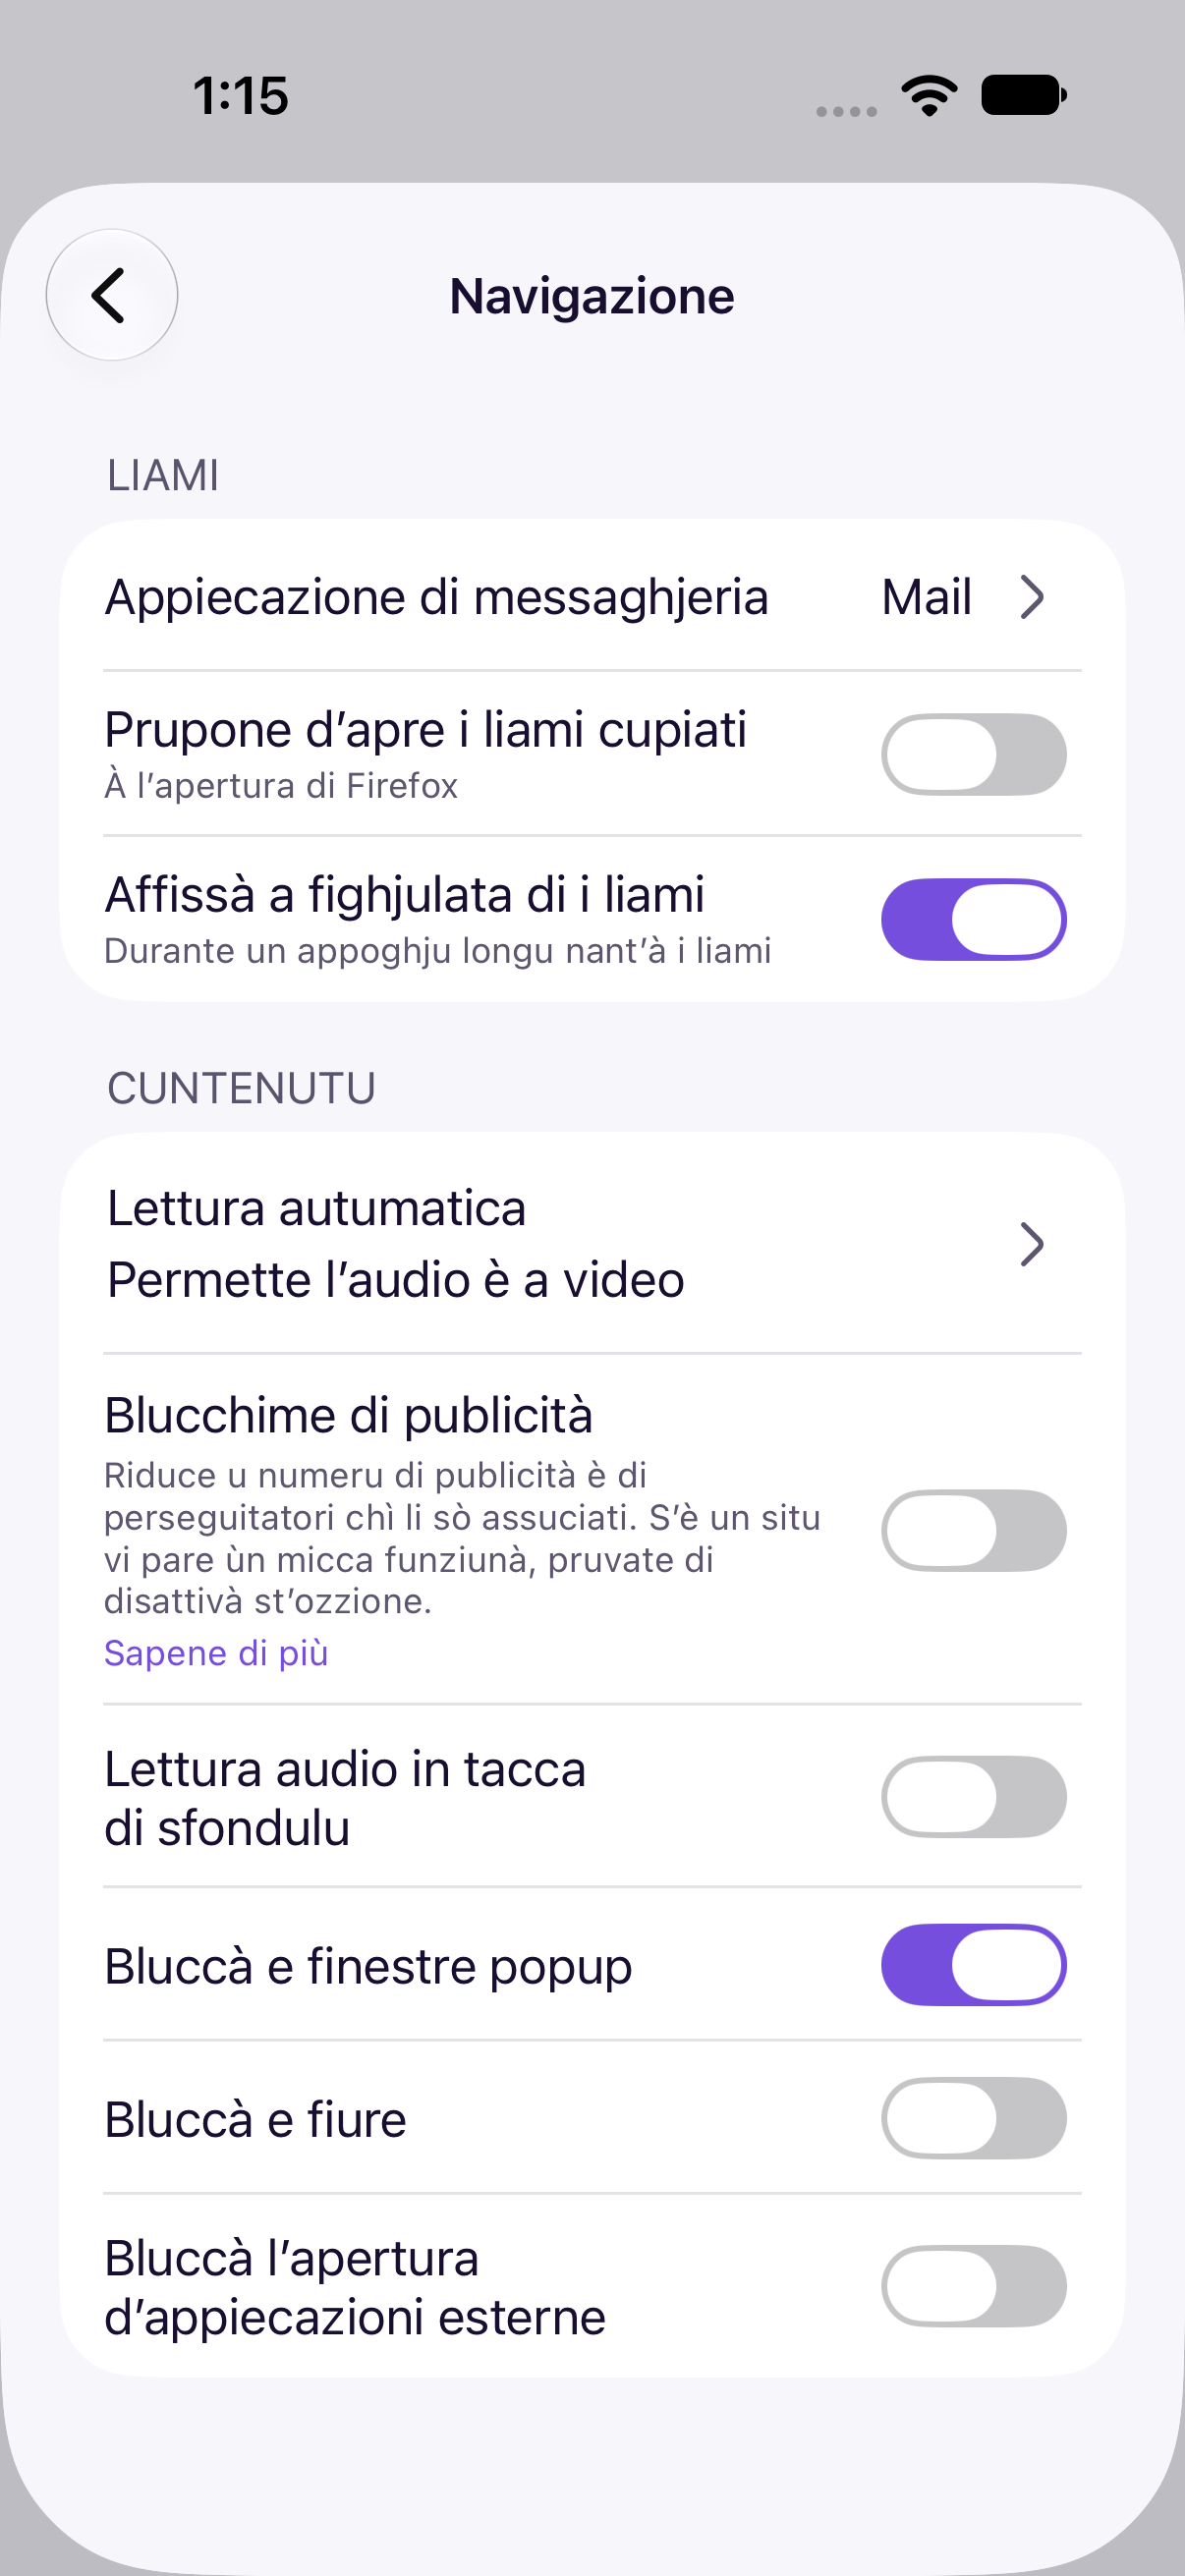 1:15
Navigazione
LIAMI
Appiecazione di messaghjeria
Mail
Prupone d’apre i liami cupiati
À l’apertura di Firefox
Affissà a fighjulata di i liami
Durante un appoghju longu nant’à i liami
CUNTENUTU
Lettura autumatica
Permette l’audio è a video
Blucchime di publicità
Riduce u numeru di publicità è di
perseguitatori chì li sò assuciati. S’è un situ
vi pare ùn micca funziunà, pruvate di
disattivà st’ozzione.
Sapene di più
Lettura audio in tacca
di sfondulu
Bluccà e finestre popup
Bluccà e fiure
Bluccà l’apertura
d’appiecazioni esterne